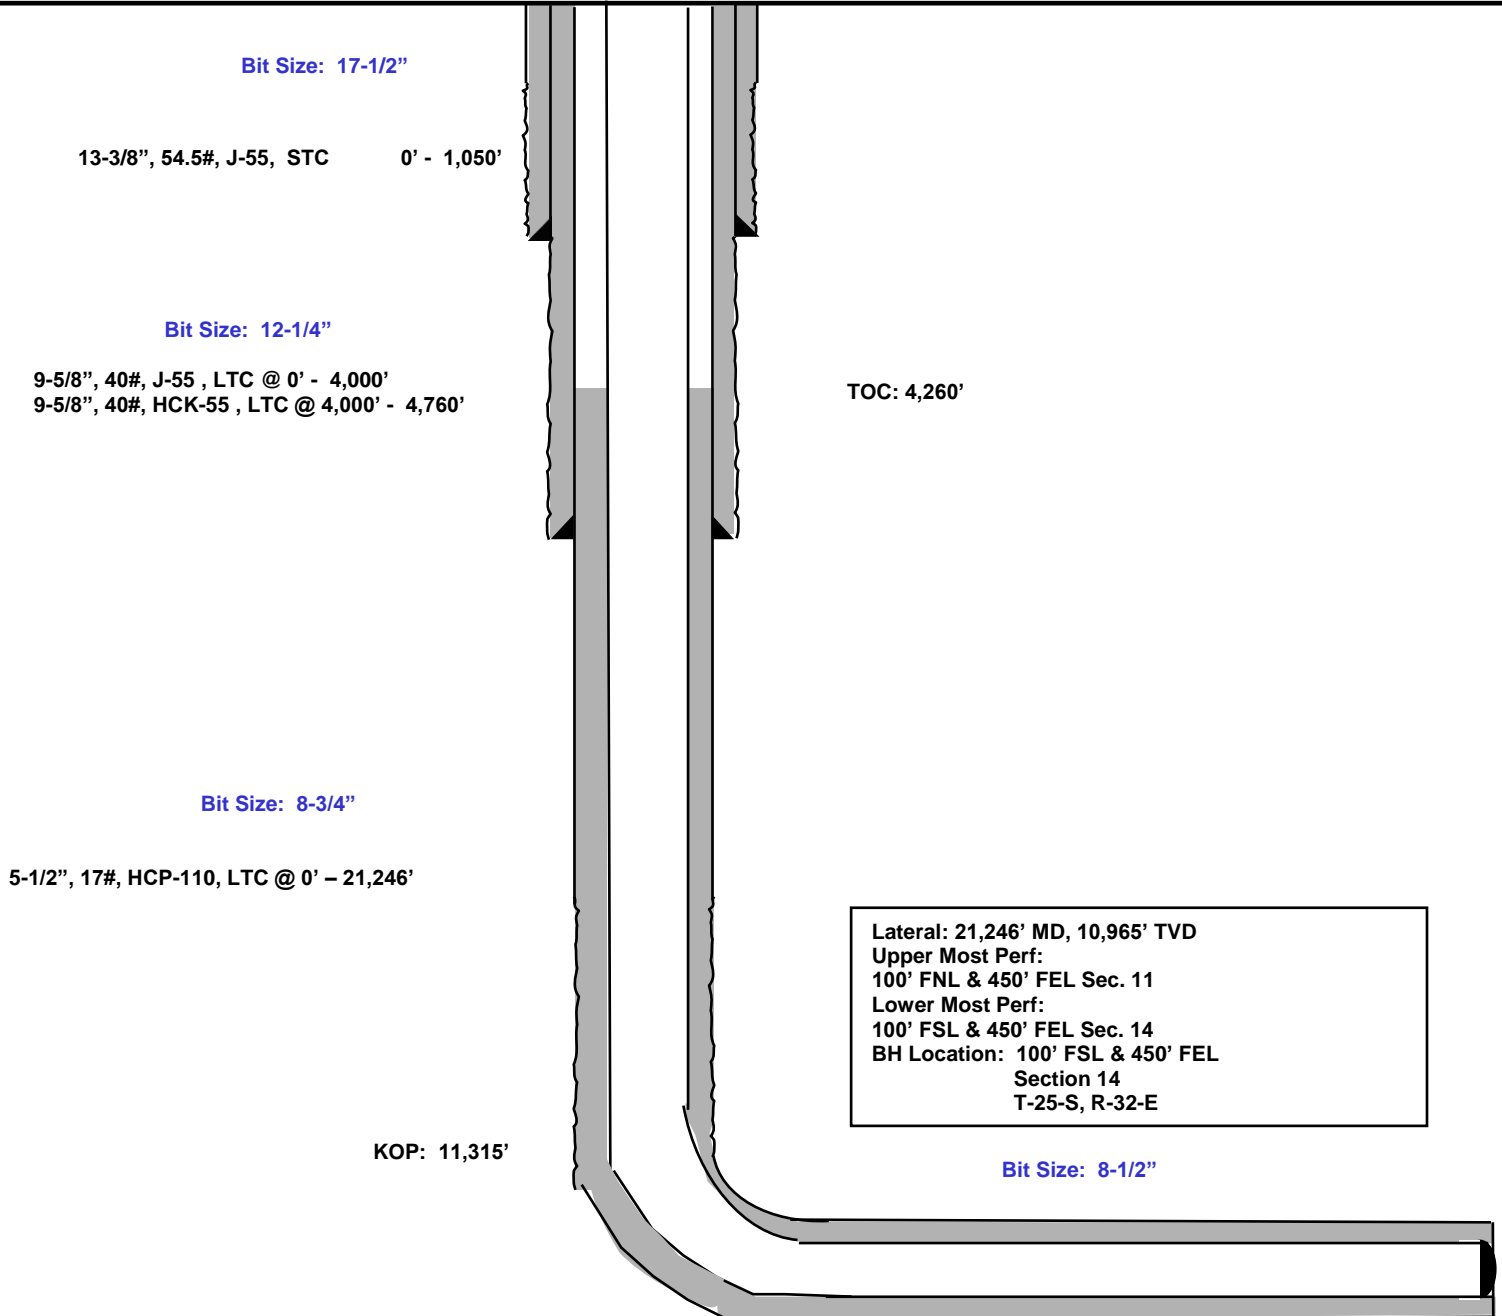 Bit Size: 17-1/2”
13-3/8”, 54.5#, J-55, STC 0’ - 1,050’
Bit Size: 12-1/4”
9-5/8”, 40#, J-55 , LTC @ 0’ - 4,000’
9-5/8”, 40#, HCK-55 , LTC @ 4,000’ - 4,760’
TOC: 4,260’
Bit Size: 8-3/4”
5-1/2”, 17#, HCP-110, LTC @ 0’ – 21,246’
Lateral: 21,246’ MD, 10,965’ TVD
Upper Most Perf:
100’ FNL & 450’ FEL Sec. 11
Lower Most Perf:
100’ FSL & 450’ FEL Sec. 14
BH Location: 100’ FSL & 450’ FEL
Section 14
T-25-S, R-32-E
KOP: 11,315’
Bit Size: 8-1/2”